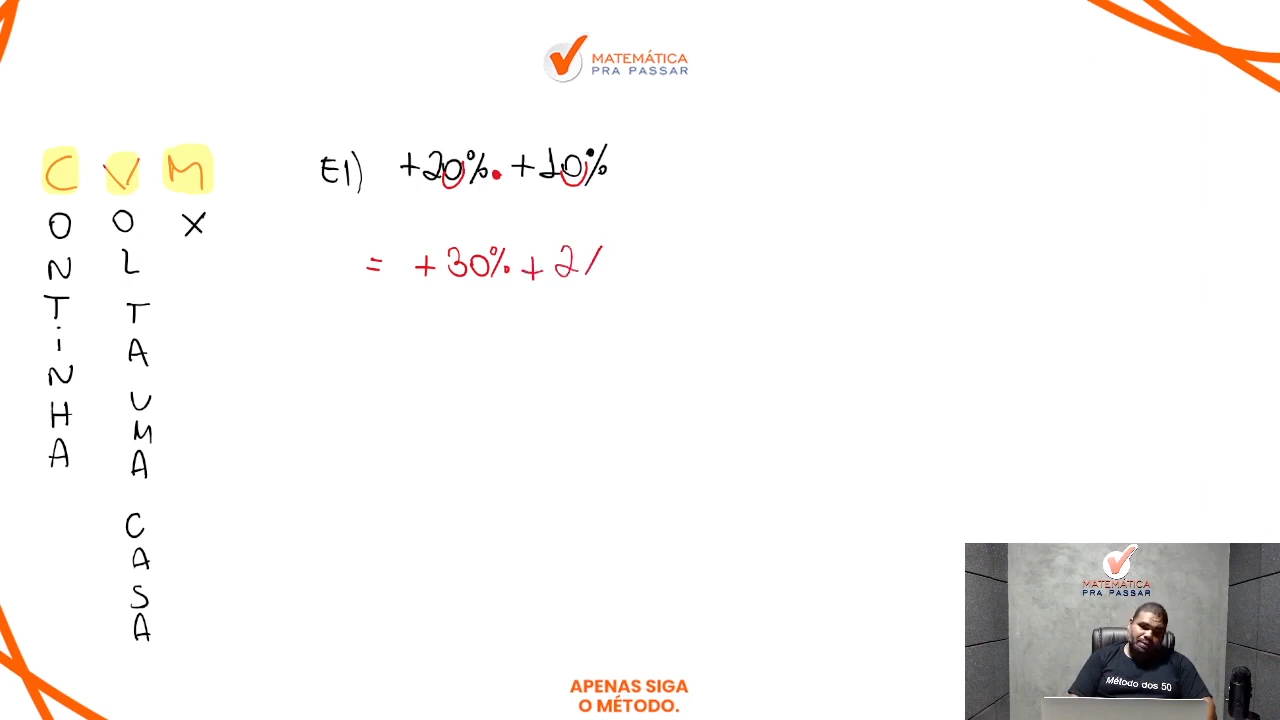 MATEMÁTICA
PRA PASSAR
C V M
O O X
N L
T T
i A
N U
H M
A A
C
A
S
A
E1) +20% . +10%
= +30% + 2/
MATEMÁTICA
PRA PASSAR
Método dos 50
APENAS SIGA
O MÉTODO.